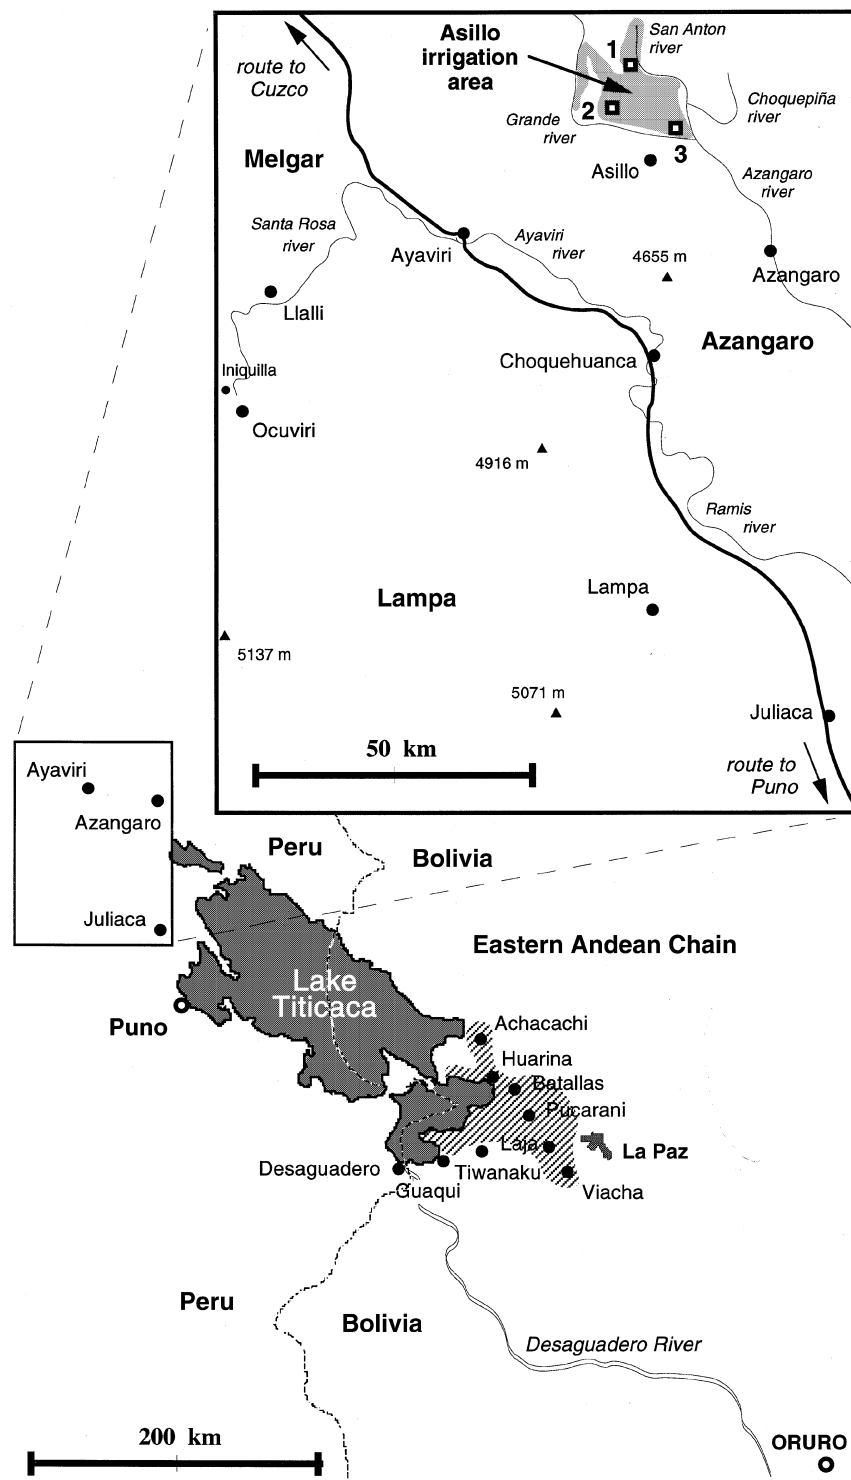 Asillo
irrigation
area
San Anton
river
1
route to
Cuzco
2
Choquepiña
river
Grande
river
3
Melgar
Asillo
Azangaro
river
Santa Rosa
river
Ayaviri
Ayaviri
river
4655 m
Azangaro
Llalli
Azangaro
Choquehuanca
Iniquilla
Ocuviri
4916 m
Ramis
river
Lampa
Lampa
5137 m
5071 m
Juliaca
50 km
route to
Puno
Ayaviri
Azangaro
Juliaca
Peru
Bolivia
Eastern Andean Chain
Lake
Titicaca
Puno
Achacachi
Huarina
Batallas
Pucarani
Laja
La Paz
Desaguadero
Tiwanaku
Guaqui
Viacha
Peru
Bolivia
Desaguadero River
200 km
ORURO